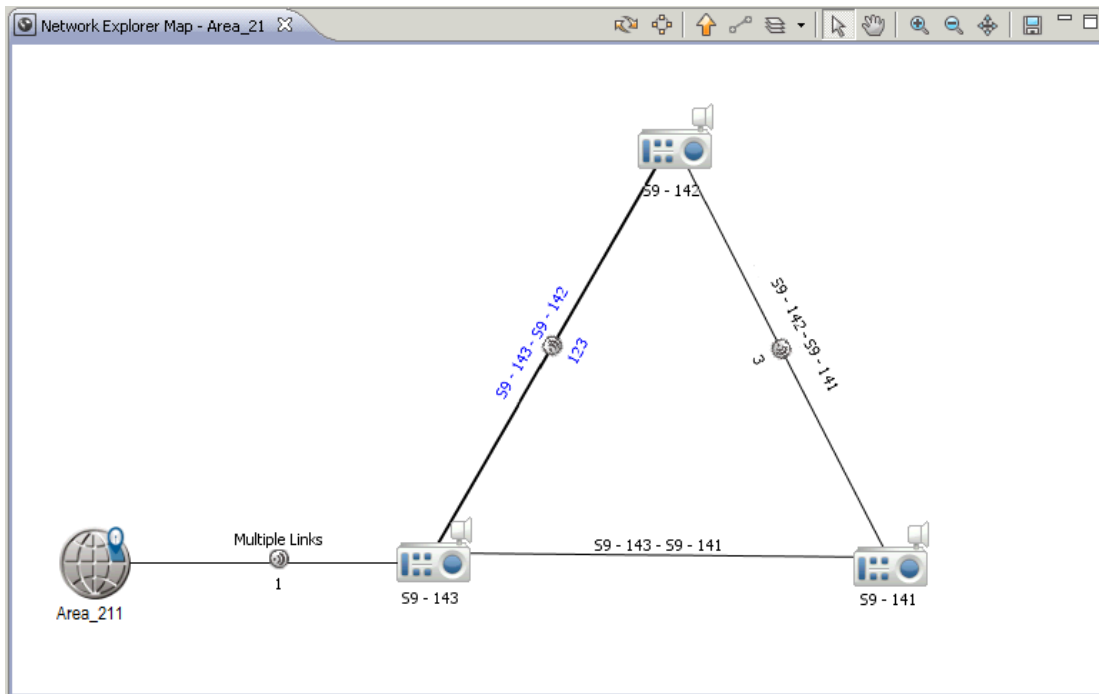 Network Explorer Map - Area_21
S9 - 142
S9 - 143 - S9 - 142
123
S9 - 142 - S9 - 141
3
Multiple Links
1
S9 - 143 - S9 - 141
Area_211
S9 - 143
S9 - 141